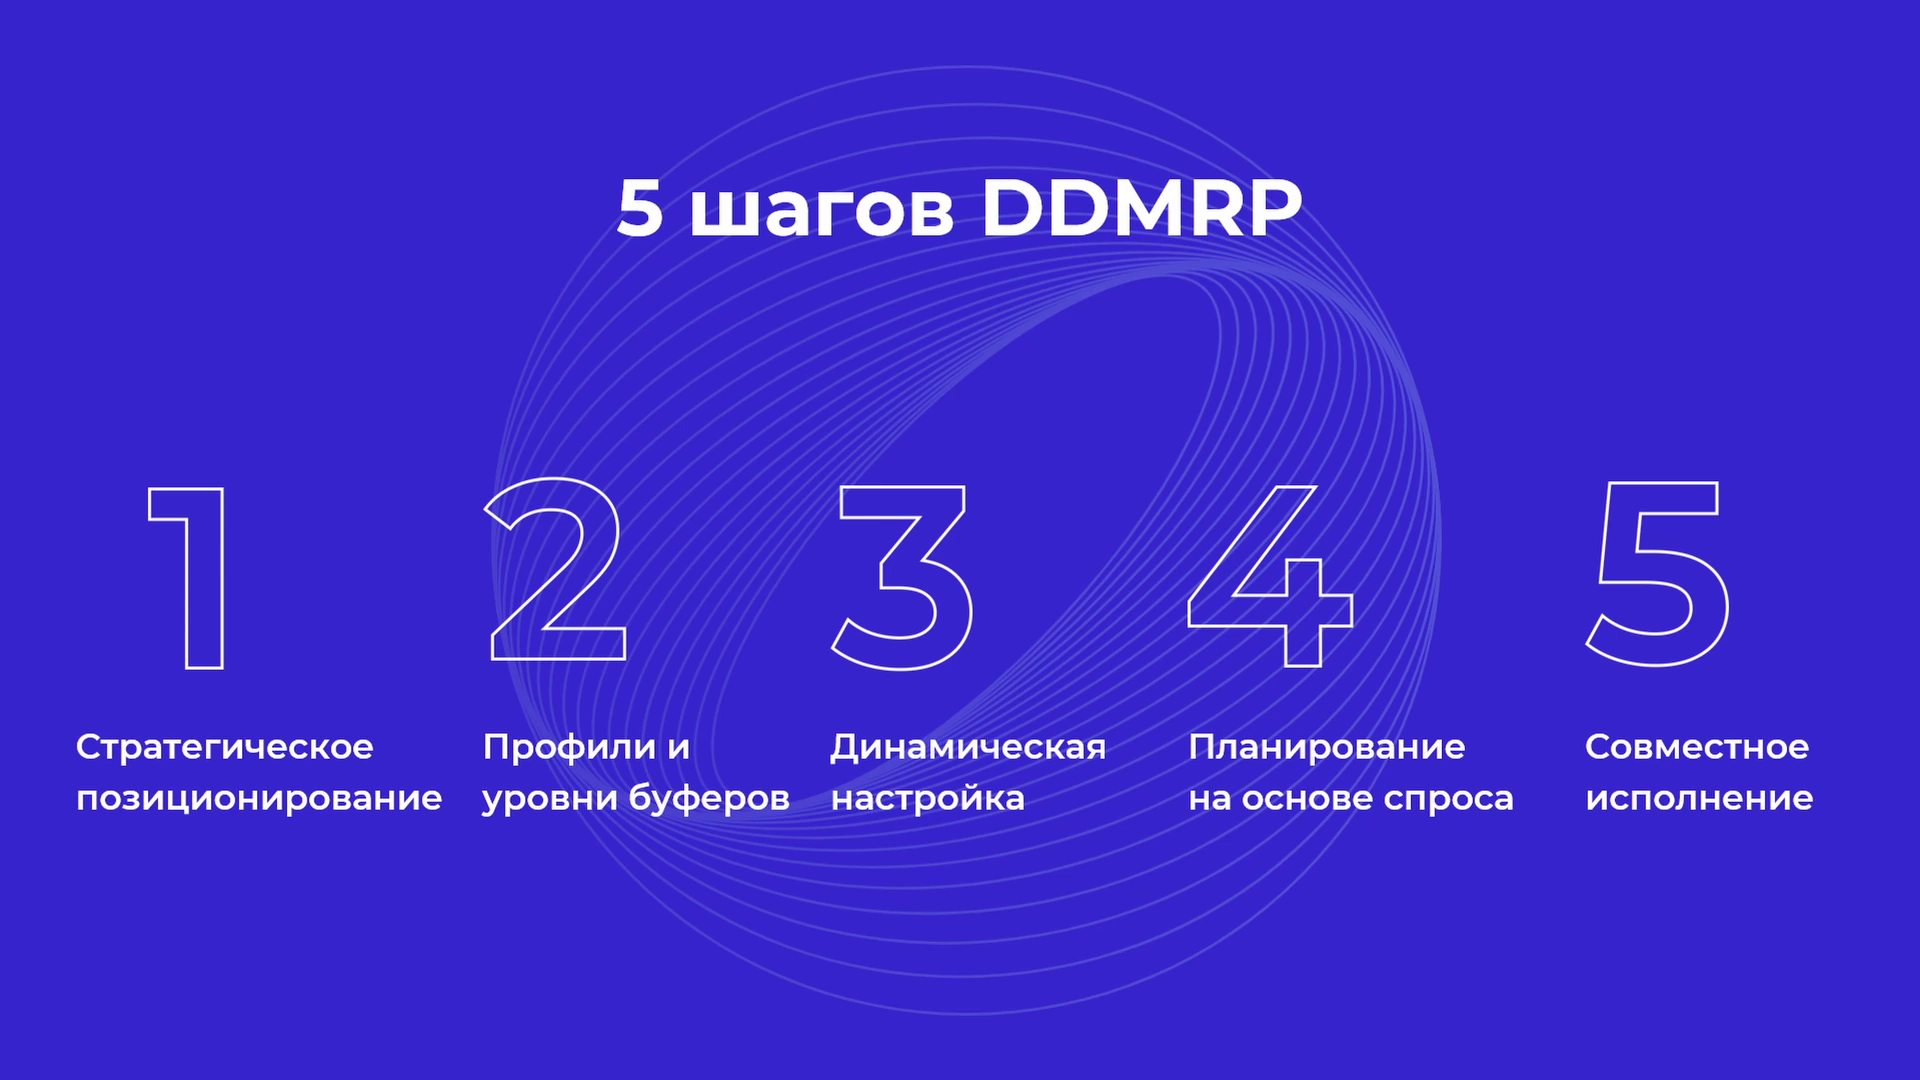 5 шагов DDMRP
1
Стратегическое
позиционирование
2
Профили и
уровни буферов
3
Динамическая
настройка
4
Планирование
на основе спроса
5
Совместное
исполнение